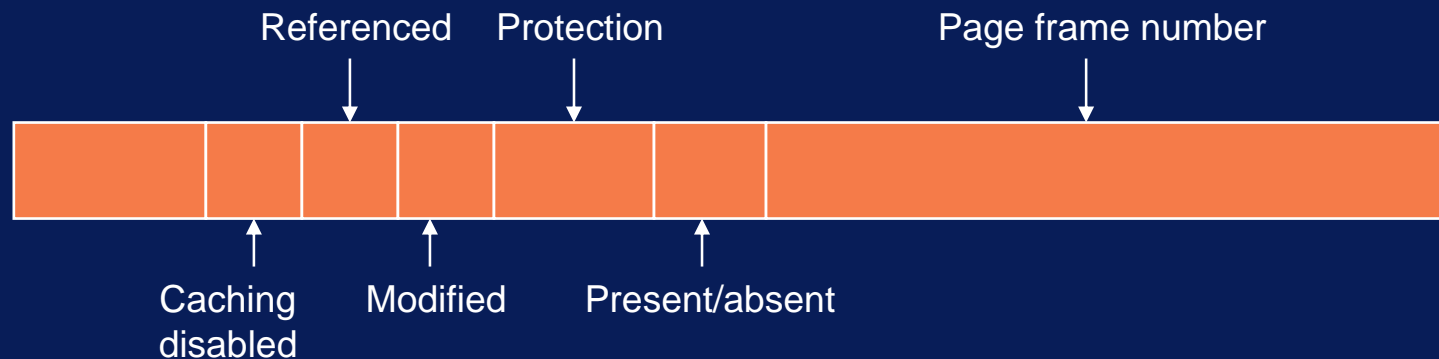 Referenced Protection Page frame number
Caching Modified Present/absent
disabled